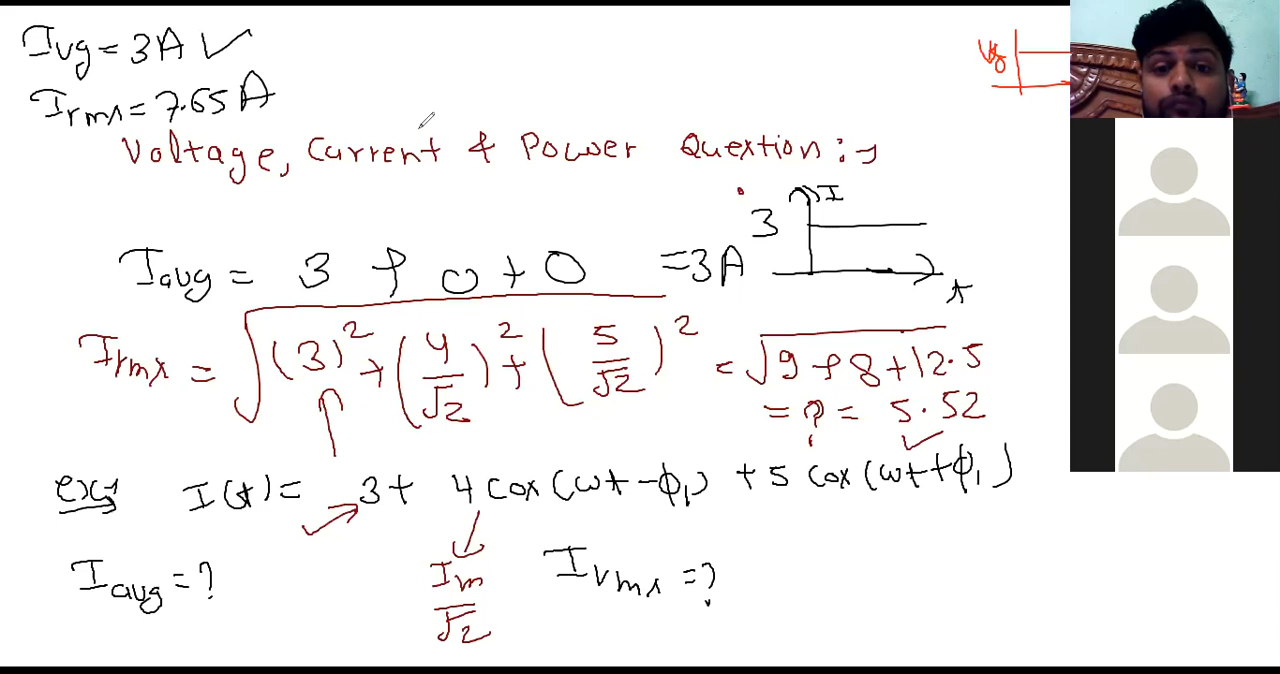 Ivg = 3A ✓
Irms = 7.65 A
Vs
Voltage, Current & Power Question :→
I
3
t
Iavg = 3 + 0 + 0 = 3A
Irms = √(3)² + (4/√2)² + (5/√2)² = √9 + 8 + 12.5
= ? = 5.52
ex:→ I(t) = 3 + 4 cos(ωt - φ₁) + 5 cos(ωt + φ₁)
Iavg = ? Im/√2 Irms = ?